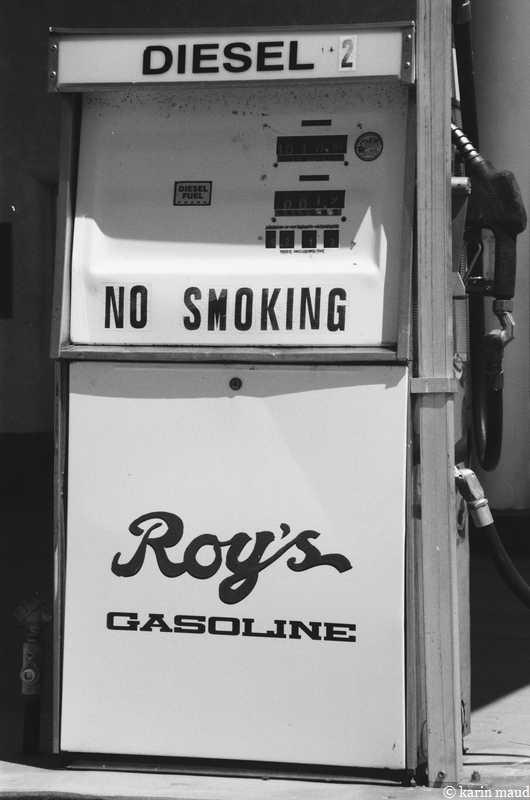 DIESEL 2
DIESEL
FUEL
NO SMOKING
Roy's
GASOLINE
© karin maud